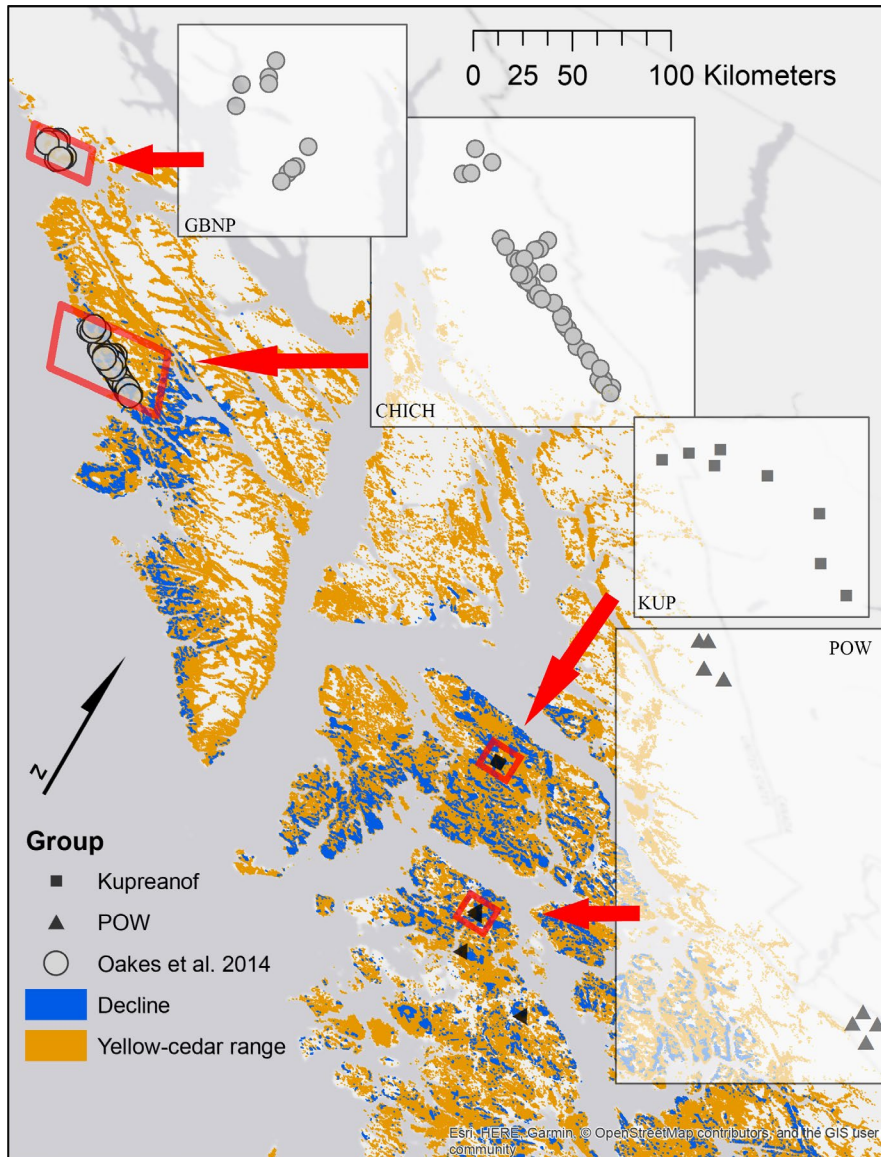 0 25 50 100 Kilometers
GBNP
CHICH
KUP
POW
N
Group
Kupreanof
POW
Oakes et al. 2014
Decline
Yellow-cedar range
Esri, HERE, Garmin, © OpenStreetMap contributors, and the GIS user
community